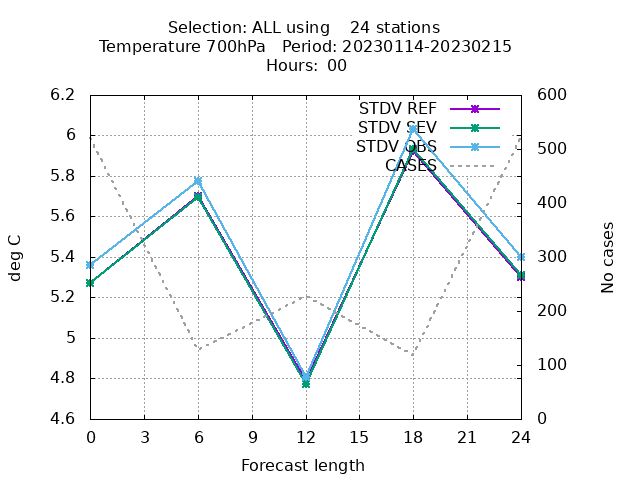 Selection: ALL using    24 stations
Temperature 700hPa   Period: 20230114-20230215
Hours:  00
6.2
6
5.8
5.6
5.4
5.2
5
4.8
4.6
600
500
400
300
200
100
0
STDV REF
STDV SEV
STDV OBS
CASES
deg C
No cases
0 3 6 9 12 15 18 21 24
Forecast length